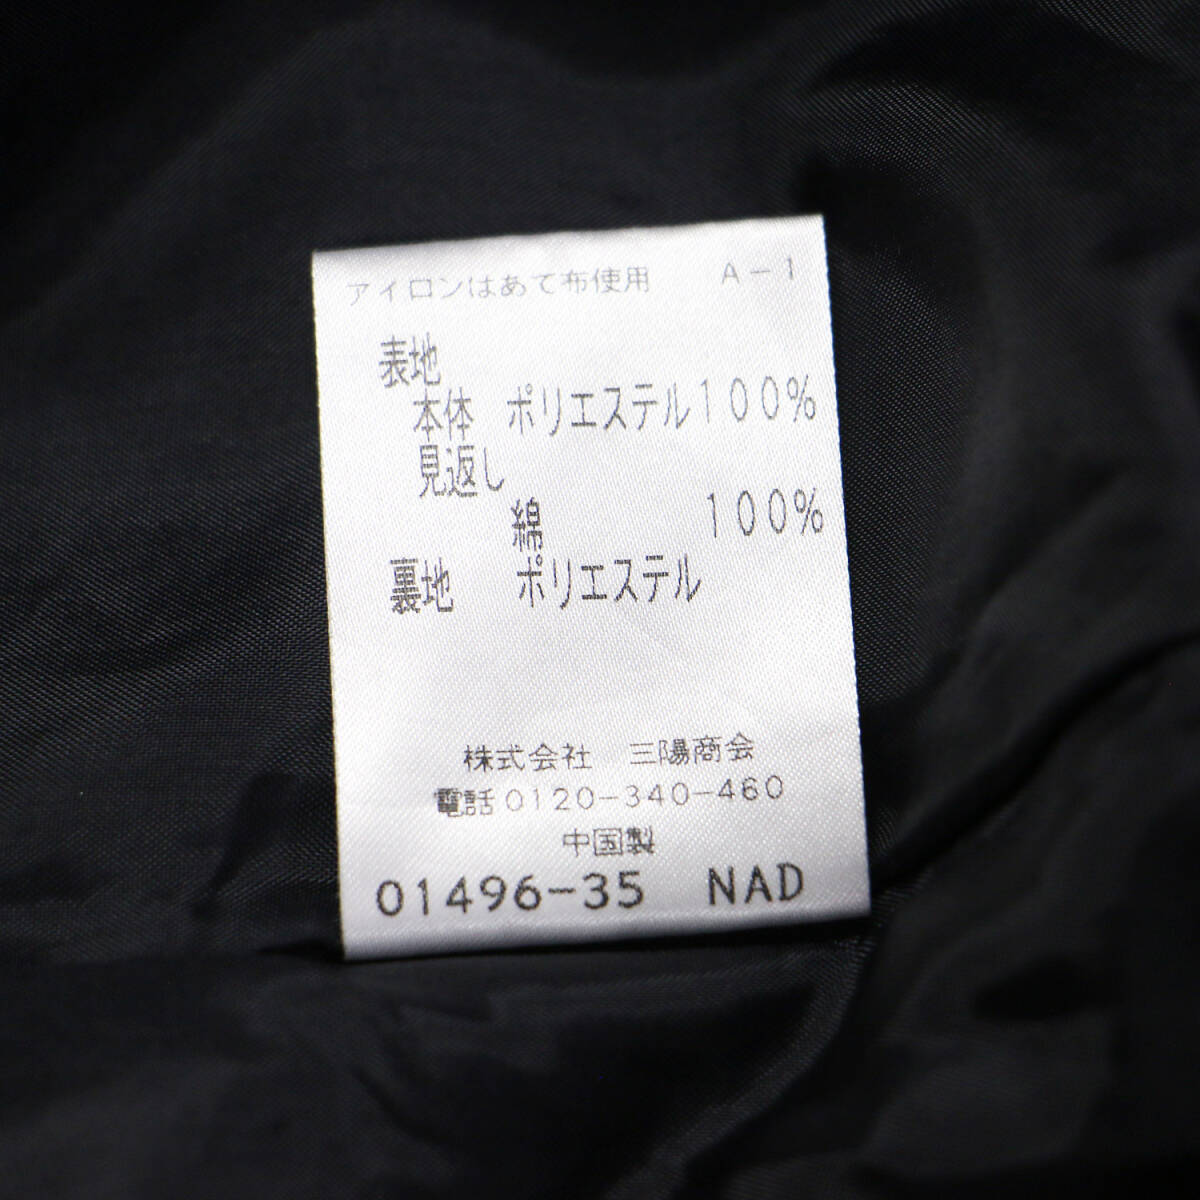 アイロンはあて布使用 A-1
表地
本体 ポリエステル100%
見返し
綿 100%
裏地 ポリエステル
株式会社 三陽商会
電話0120-340-460
中国製
01496-35 NAD